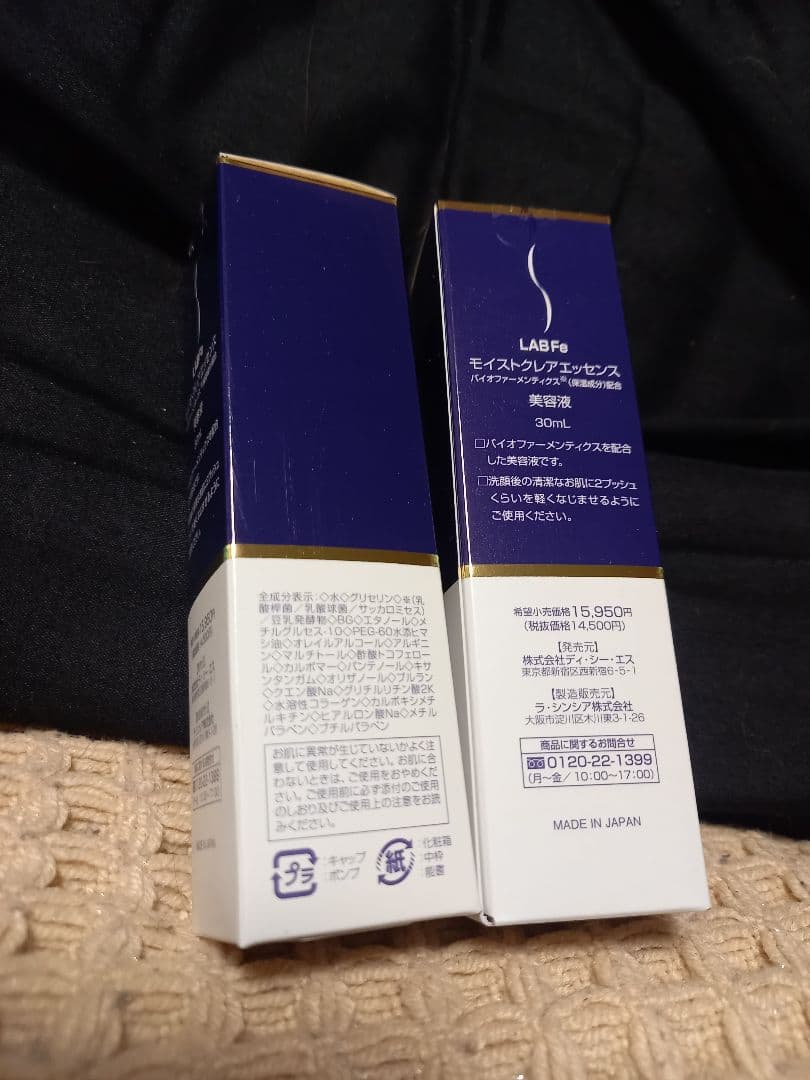 全成分表示:◇水◇グリセリン◇※(乳
酸桿菌/乳酸球菌/サッカロミセス)
/豆乳発酵物◇BG◇エタノール◇メ
チルグルセス-10◇PEG-60水添ヒマ
シ油◇オレイルアルコール◇アルギニ
ン◇マルチトール◇酢酸トコフェロー
ル◇カルボマー◇パンテノール◇キサ
ンタンガム◇オリザノール◇プルラン
◇クエン酸Na◇グリチルリチン酸2K
◇水溶性コラーゲン◇カルボキシメチ
ルキチン◇ヒアルロン酸Na◇メチル
パラベン◇ブチルパラベン
お肌に異常が生じていないかよく注
意して使用してください。お肌に合
わないときは、ご使用をおやめくだ
さい。ご使用前に必ず添付のご使用
のしおり及びご使用上の注意をお読
みください。
プラ
:キャップ
:ポンプ
紙
:化粧箱
:中枠
:能書
LABFe
モイストクレアエッセンス
バイオファーメンティクス※(保湿成分)配合
美容液
30mL
□バイオファーメンティクスを配合
した美容液です。
□洗顔後の清潔なお肌に2プッシュ
くらいを軽くなじませるように
ご使用ください。
希望小売価格15,950円
(税抜価格14,500円)
【発売元】
株式会社ディ・シー・エス
東京都新宿区西新宿6-5-1
【製造販売元】
ラ・シンシア株式会社
大阪市淀川区木川東3-1-26
商品に関するお問合せ
0120-22-1399
(月〜金/10:00〜17:00)
MADE IN JAPAN